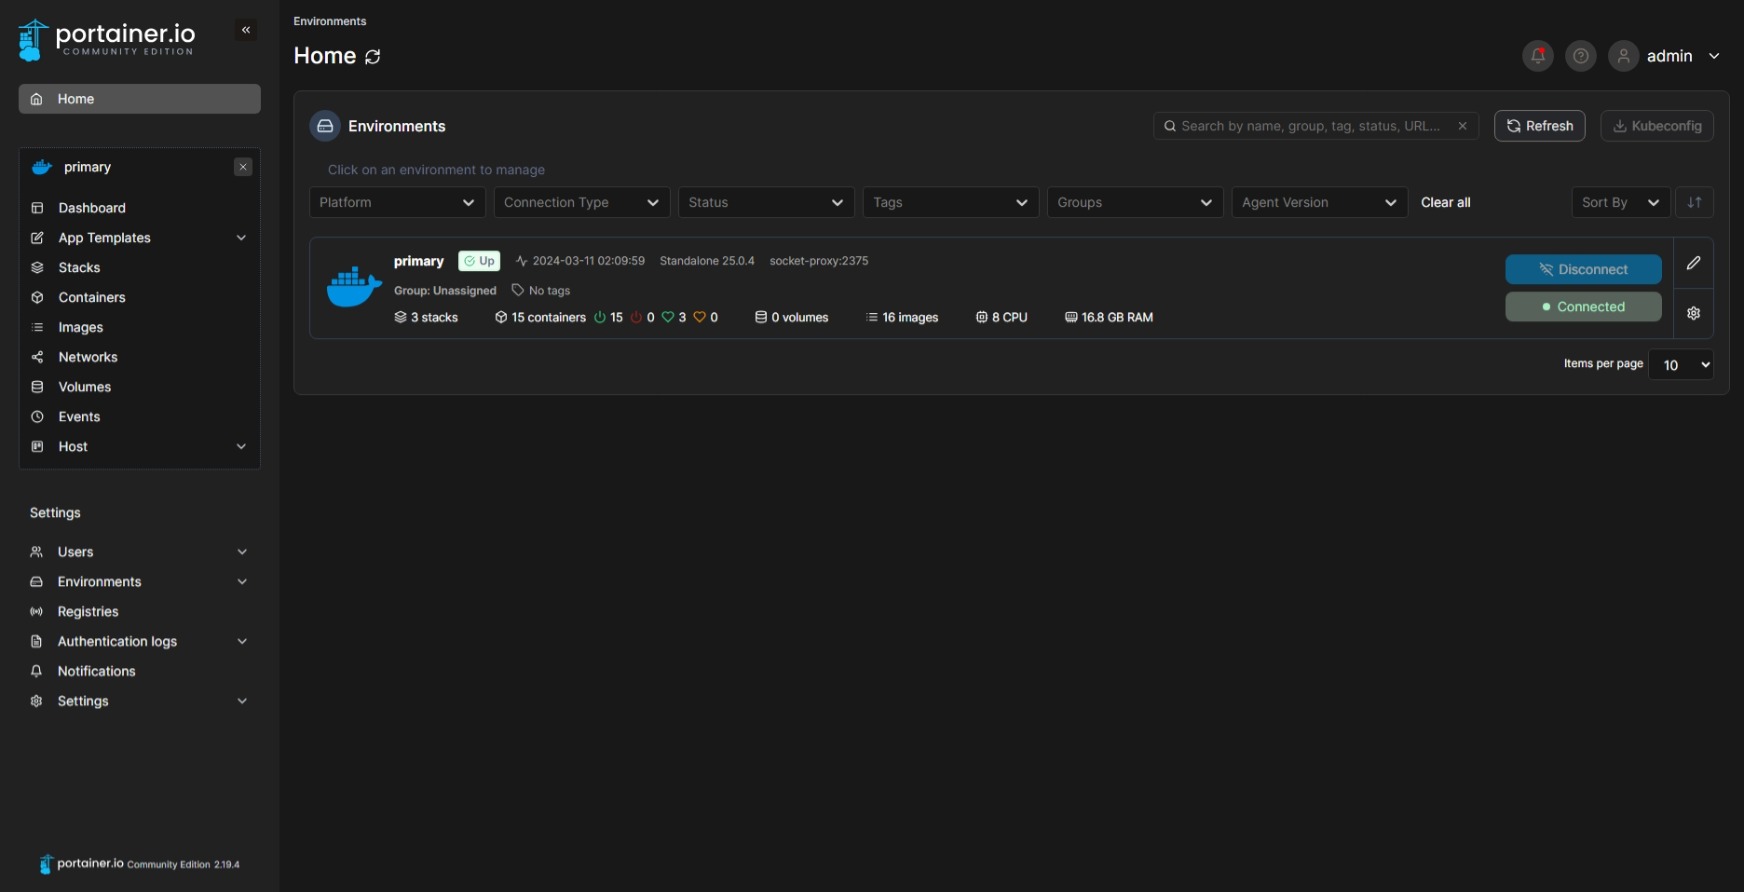 portainer.io
COMMUNITY EDITION
Home
primary
Dashboard
App Templates
Stacks
Containers
Images
Networks
Volumes
Events
Host
Settings
Users
Environments
Registries
Authentication logs
Notifications
Settings
portainer.io Community Edition 2.19.4
Environments
Home
admin
Environments
Search by name, group, tag, status, URL...
Refresh
Kubeconfig
Click on an environment to manage
Platform
Connection Type
Status
Tags
Groups
Agent Version
Clear all
Sort By
primary Up 2024-03-11 02:09:59 Standalone 25.0.4 socket-proxy:2375
Group: Unassigned No tags
3 stacks 15 containers 15 0 3 0 0 volumes 16 images 8 CPU 16.8 GB RAM
Disconnect
Connected
Items per page 10